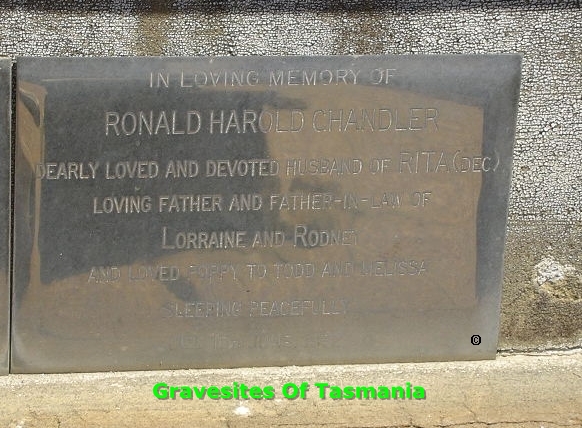 IN LOVING MEMORY OF
RONALD HAROLD CHANDLER
DEARLY LOVED AND DEVOTED HUSBAND OF RITA (DEC)
LOVING FATHER AND FATHER-IN-LAW OF
LORRAINE AND RODNEY
AND LOVED POPPY TO TODD AND MELISSA
SLEEPING PEACEFULLY
©
Gravesites Of Tasmania